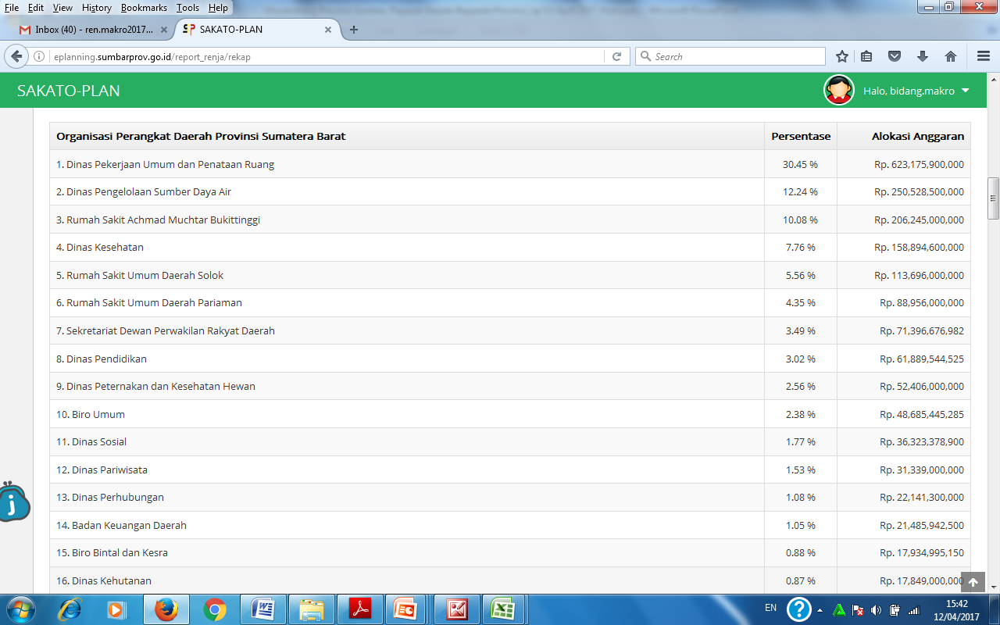 File Edit View History Bookmarks Tools Help
Inbox (40) - ren.makro2017... × SP SAKATO-PLAN × +
eplanning.sumbarprov.go.id/report_renja/rekap Search
SAKATO-PLAN Halo, bidang.makro
Organisasi Perangkat Daerah Provinsi Sumatera Barat Persentase Alokasi Anggaran
1. Dinas Pekerjaan Umum dan Penataan Ruang 30.45 % Rp. 623,175,900,000
2. Dinas Pengelolaan Sumber Daya Air 12.24 % Rp. 250,528,500,000
3. Rumah Sakit Achmad Muchtar Bukittinggi 10.08 % Rp. 206,245,000,000
4. Dinas Kesehatan 7.76 % Rp. 158,894,600,000
5. Rumah Sakit Umum Daerah Solok 5.56 % Rp. 113,696,000,000
6. Rumah Sakit Umum Daerah Pariaman 4.35 % Rp. 88,956,000,000
7. Sekretariat Dewan Perwakilan Rakyat Daerah 3.49 % Rp. 71,396,676,982
8. Dinas Pendidikan 3.02 % Rp. 61,889,544,525
9. Dinas Peternakan dan Kesehatan Hewan 2.56 % Rp. 52,406,000,000
10. Biro Umum 2.38 % Rp. 48,685,445,285
11. Dinas Sosial 1.77 % Rp. 36,323,378,900
12. Dinas Pariwisata 1.53 % Rp. 31,339,000,000
13. Dinas Perhubungan 1.08 % Rp. 22,141,300,000
14. Badan Keuangan Daerah 1.05 % Rp. 21,485,942,500
15. Biro Bintal dan Kesra 0.88 % Rp. 17,934,995,150
16. Dinas Kehutanan 0.87 % Rp. 17,849,000,000
EN 15:42
12/04/2017